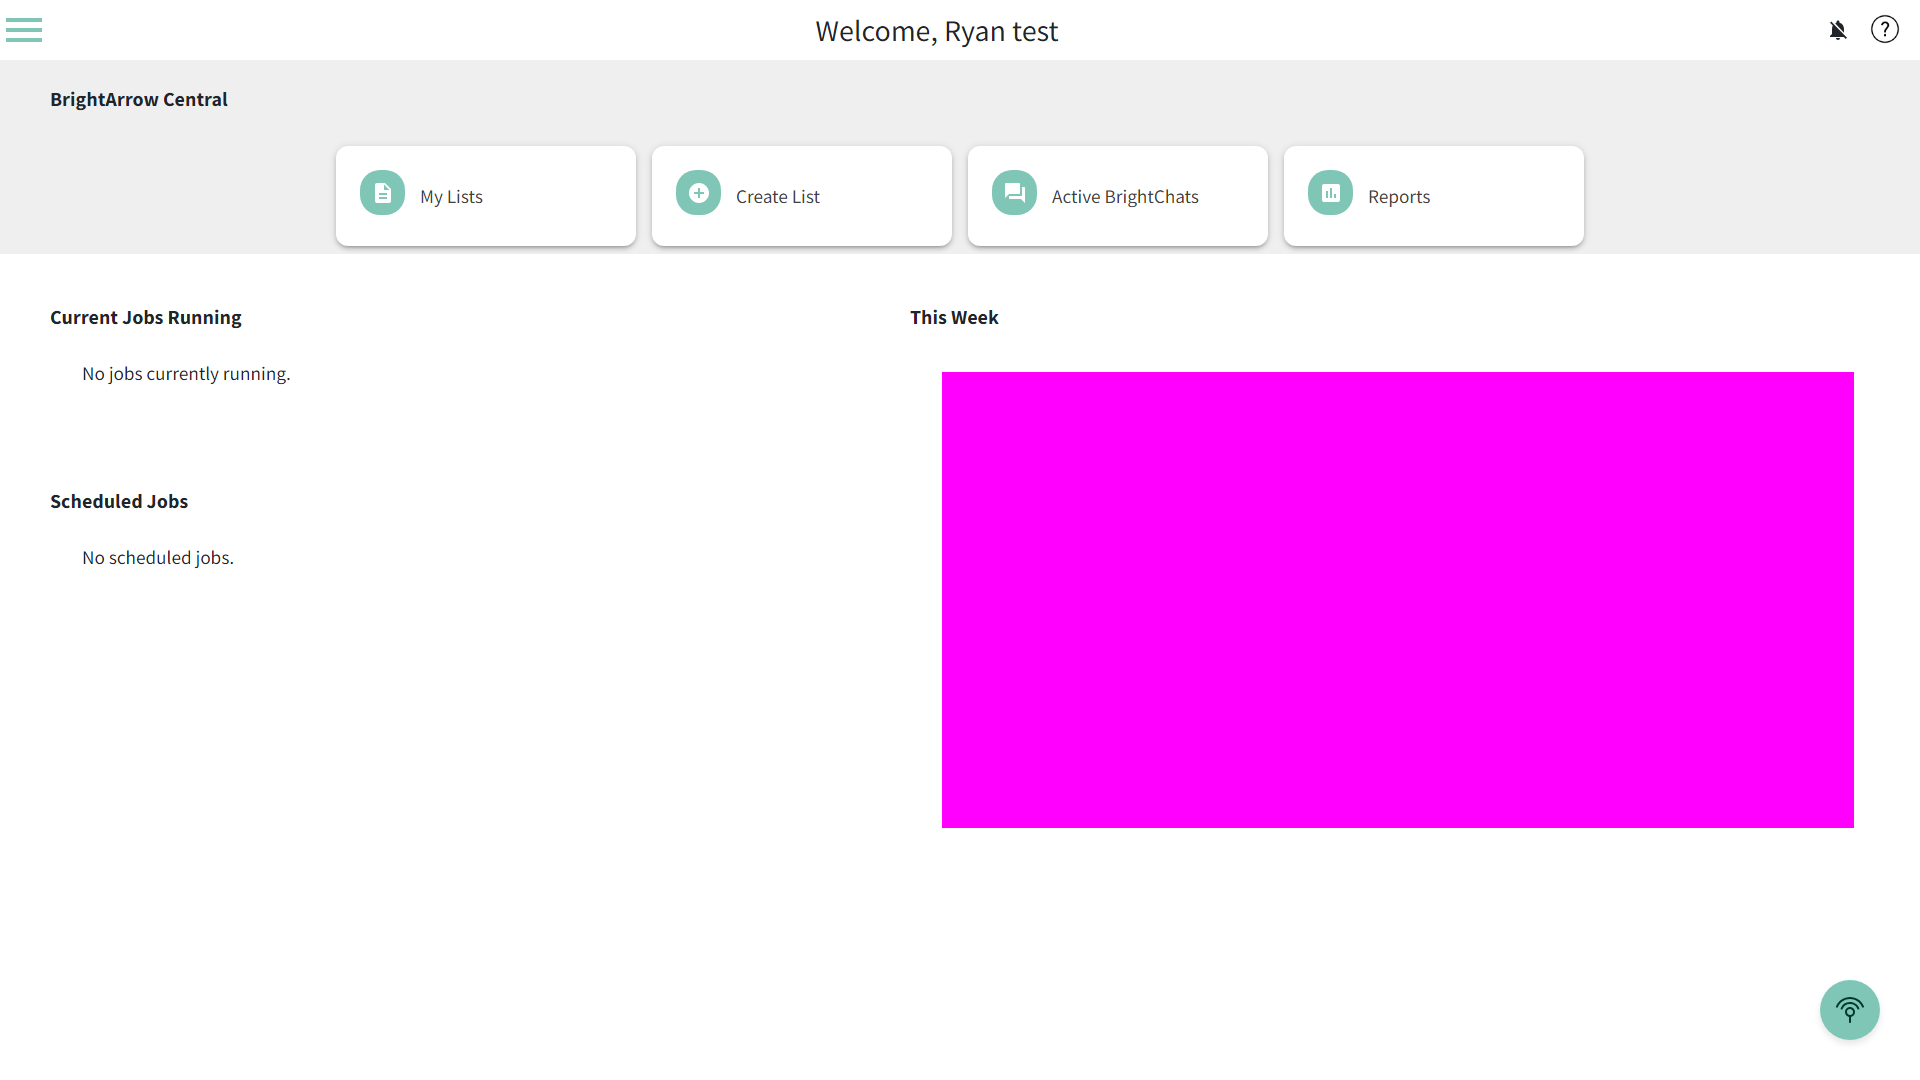 Welcome, Ryan test
BrightArrow Central
My Lists
Create List
Active BrightChats
Reports
Current Jobs Running
This Week
No jobs currently running.
Scheduled Jobs
No scheduled jobs.